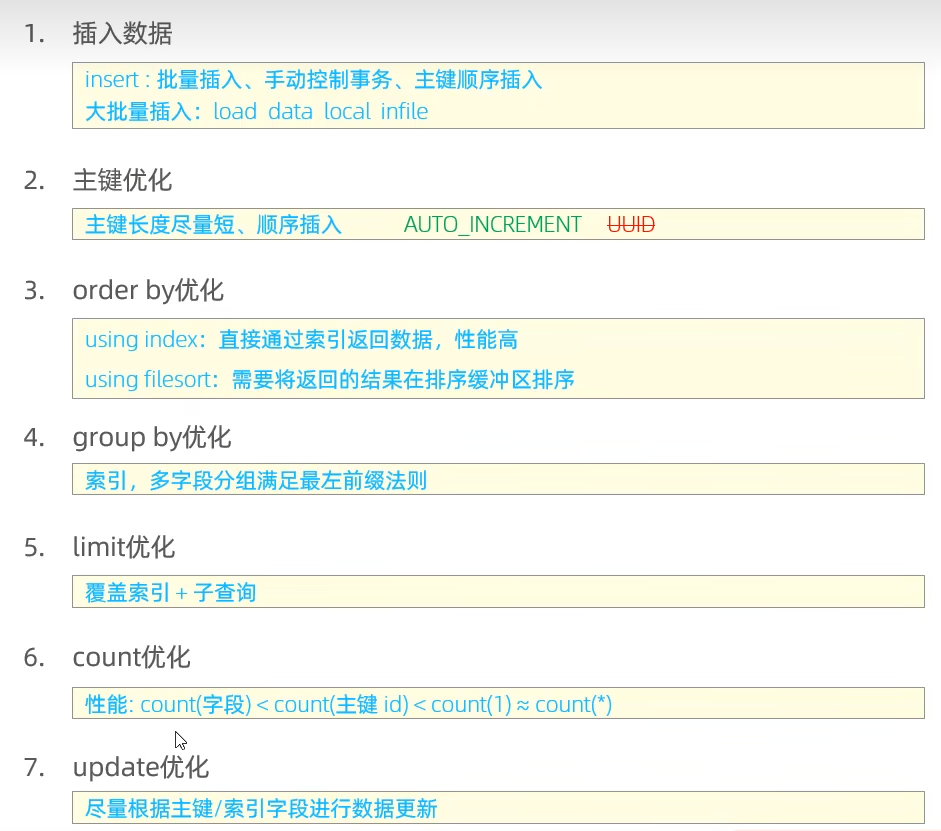 1. 插入数据
insert : 批量插入、手动控制事务、主键顺序插入
大批量插入：load data local infile
2. 主键优化
主键长度尽量短、顺序插入 AUTO_INCREMENT UUID
3. order by优化
using index：直接通过索引返回数据，性能高
using filesort：需要将返回的结果在排序缓冲区排序
4. group by优化
索引，多字段分组满足最左前缀法则
5. limit优化
覆盖索引 + 子查询
6. count优化
性能: count(字段) < count(主键 id) < count(1) ≈ count(*)
7. update优化
尽量根据主键/索引字段进行数据更新